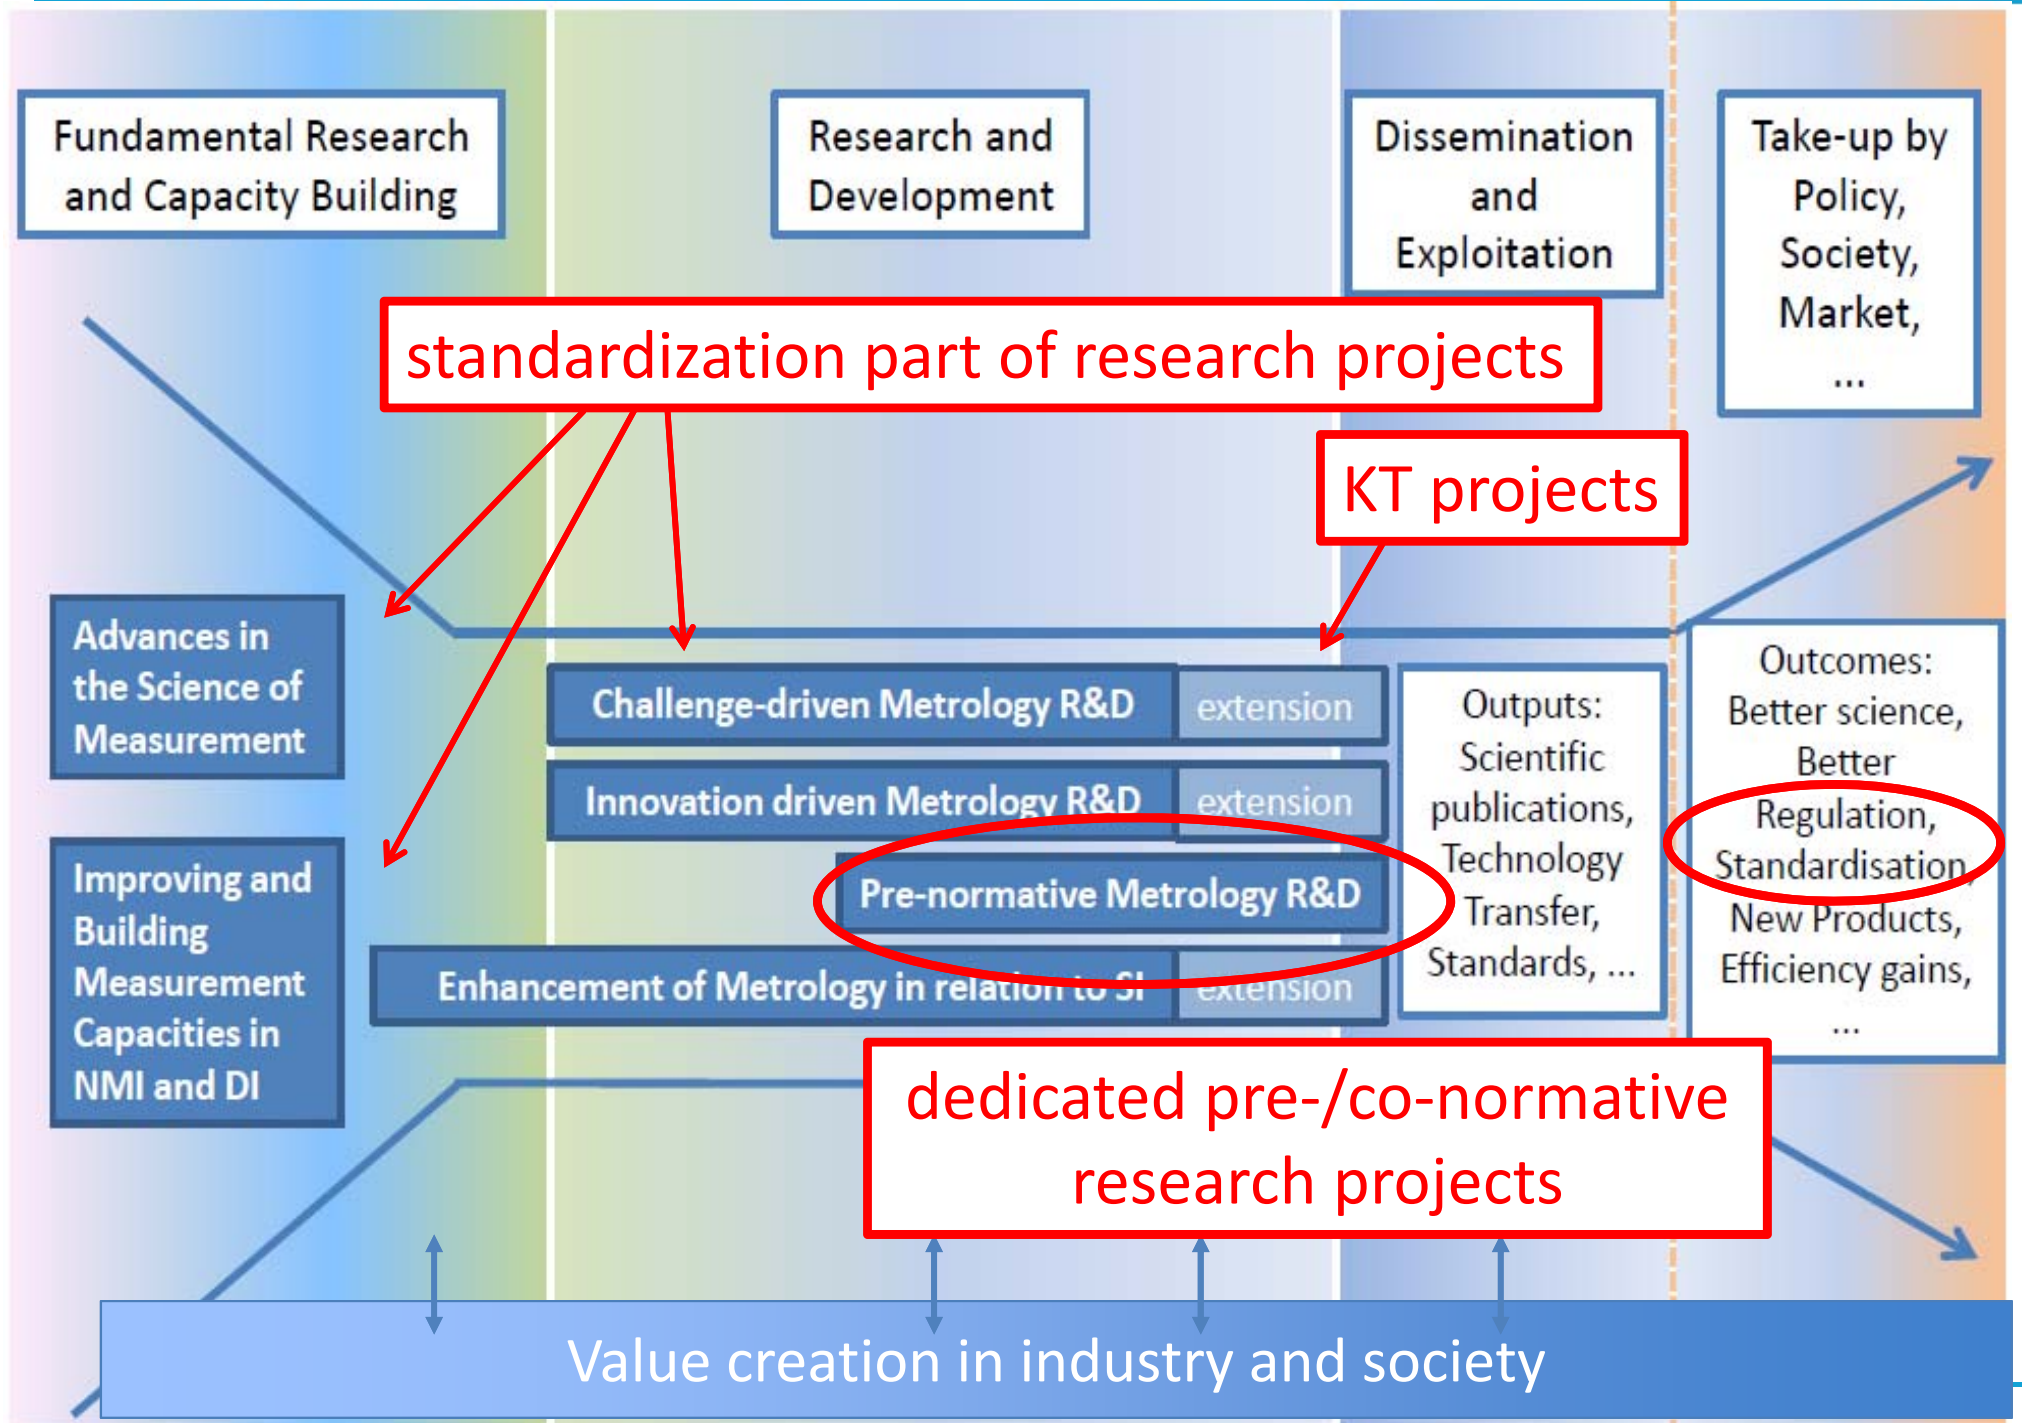 Fundamental Research
and Capacity Building
Research and
Development
Dissemination
and
Exploitation
Take-up by
Policy,
Society,
Market,
...
standardization part of research projects
KT projects
Advances in
the Science of
Measurement
Improving and
Building
Measurement
Capacities in
NMI and DI
Challenge-driven Metrology R&D
extension
Innovation driven Metrology R&D
extension
Pre-normative Metrology R&D
Enhancement of Metrology in relation to SI
extension
Outputs:
Scientific
publications,
Technology
Transfer,
Standards, ...
Outcomes:
Better science,
Better
Regulation,
Standardisation,
New Products,
Efficiency gains,
...
dedicated pre-/co-normative
research projects
Value creation in industry and society